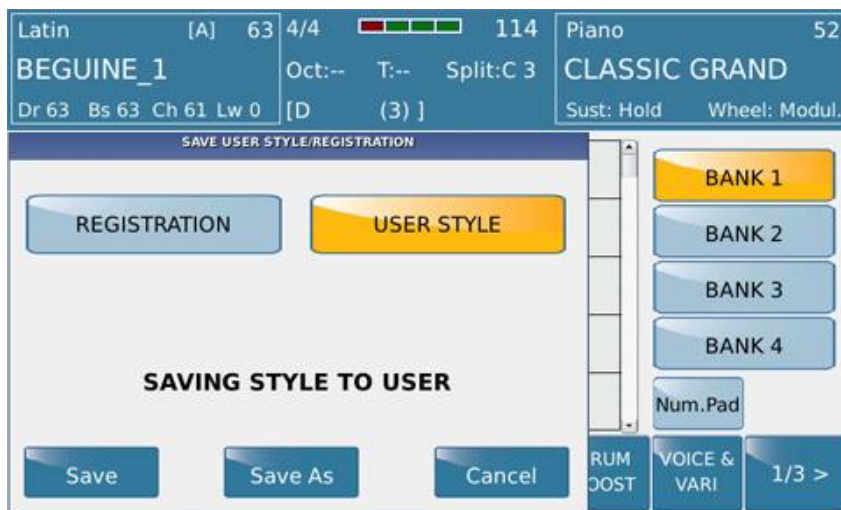 Latin [A] 63
BEGUINE_1
Dr 63 Bs 63 Ch 61 Lw 0
4/4 114
Oct:-- T:-- Split:C 3
[D (3) ]
Piano 52
CLASSIC GRAND
Sust: Hold Wheel: Modul.
SAVE USER STYLE/REGISTRATION
REGISTRATION
USER STYLE
SAVING STYLE TO USER
Save
Save As
Cancel
BANK 1
BANK 2
BANK 3
BANK 4
Num.Pad
RUM
OOST
VOICE &
VARI
1/3 >